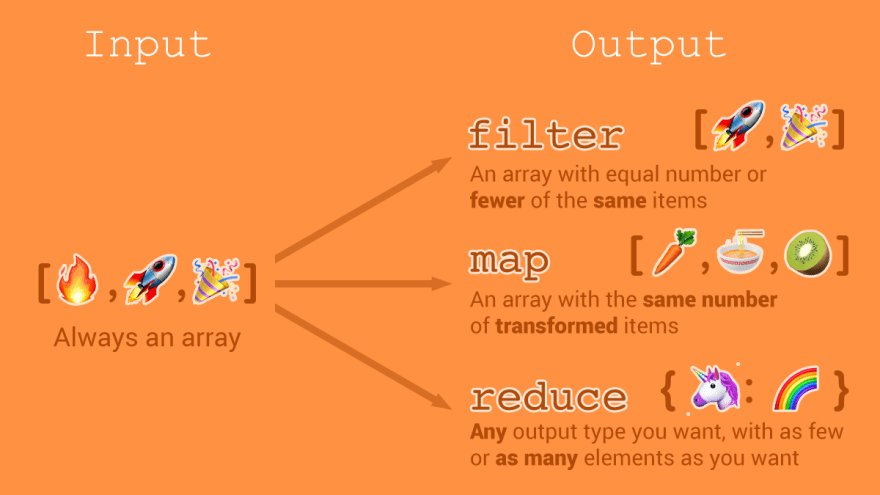 Input
Output
filter [🚀,🎉]
An array with equal number or
fewer of the same items
[🔥,🚀,🎉]
Always an array
map [🥕,🍜,🥝]
An array with the same number
of transformed items
reduce {🦄: 🌈}
Any output type you want, with as few
or as many elements as you want